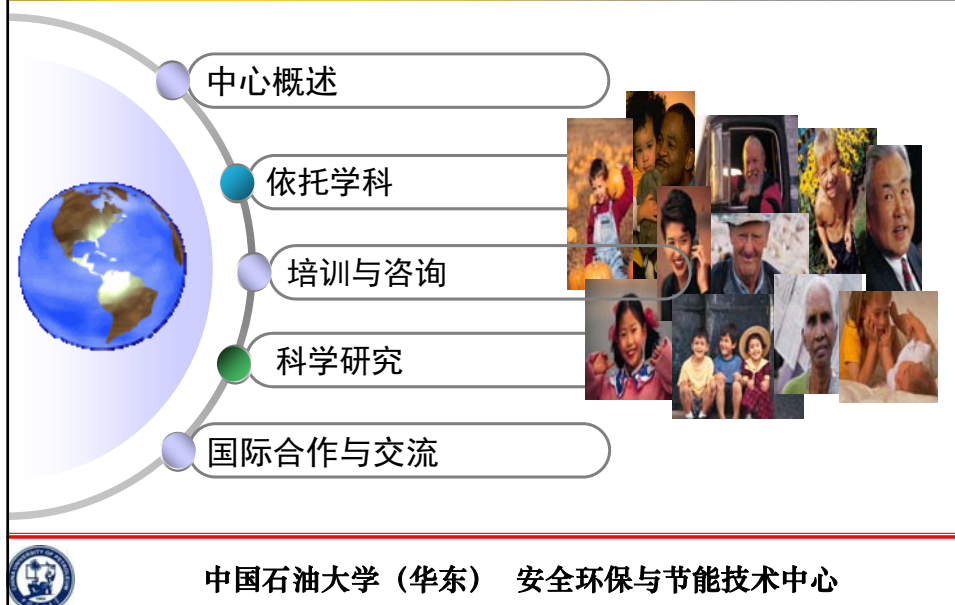 中心概述
依托学科
培训与咨询
科学研究
国际合作与交流
中国石油大学（华东） 安全环保与节能技术中心